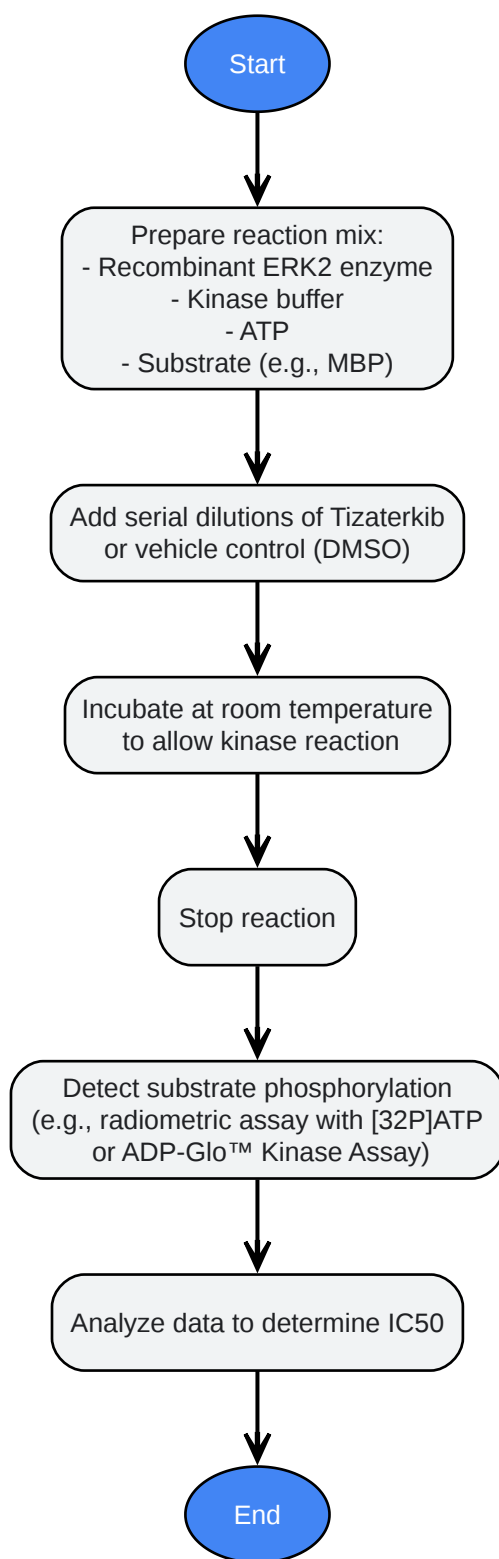 Start
Prepare reaction mix:
- Recombinant ERK2 enzyme
- Kinase buffer
- ATP
- Substrate (e.g., MBP)
Add serial dilutions of Tizaterkib
or vehicle control (DMSO)
Incubate at room temperature
to allow kinase reaction
Stop reaction
Detect substrate phosphorylation
(e.g., radiometric assay with [32P]ATP
or ADP-Glo™ Kinase Assay)
Analyze data to determine IC50
End